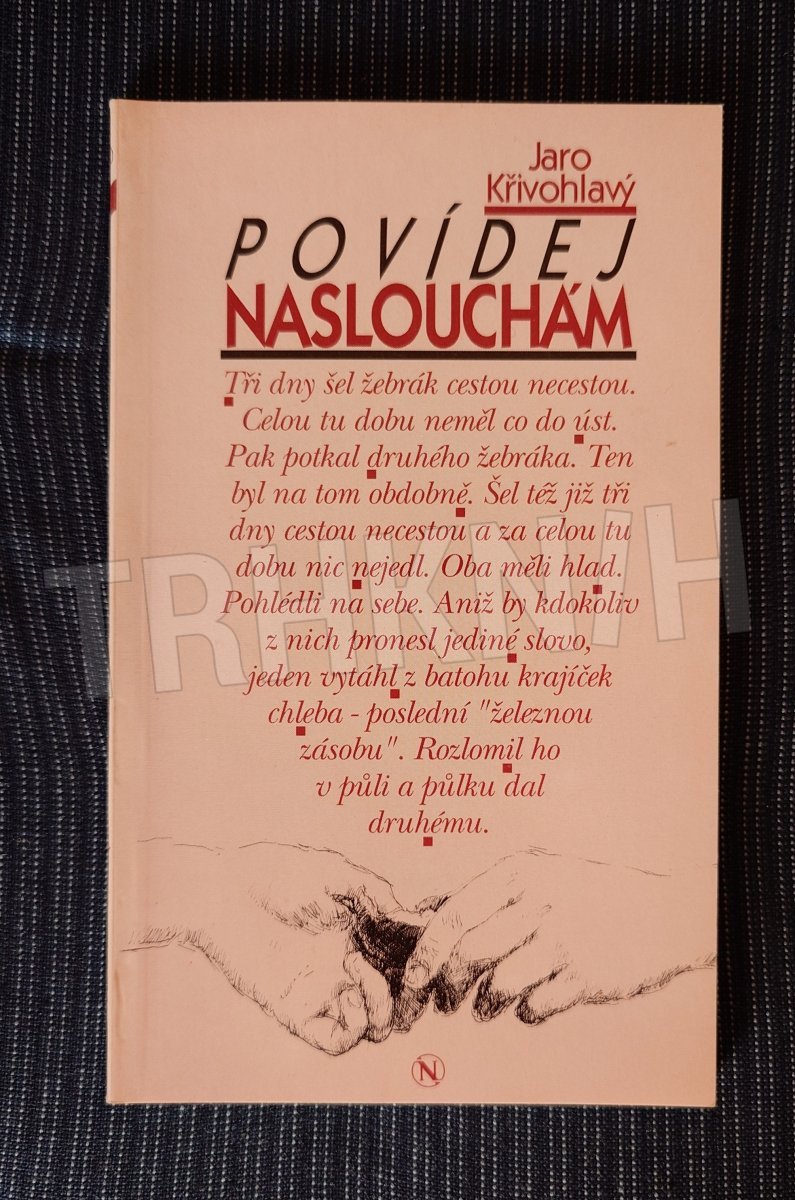 Jaro
Křivohlavý
POVÍDEJ
NASLOUCHÁM
Tři dny šel žebrák cestou necestou.
Celou tu dobu neměl co do úst.
Pak potkal druhého žebráka. Ten
byl na tom obdobně. Šel též již tři
dny cestou necestou a za celou tu
dobu nic nejedl. Oba měli hlad.
Pohlédli na sebe. Aniž by kdokoliv
z nich pronesl jediné slovo,
jeden vytáhl z batohu krajíček
chleba - poslední "železnou
zásobu". Rozlomil ho
v půli a půlku dal
druhému.
N
TRHKNIH